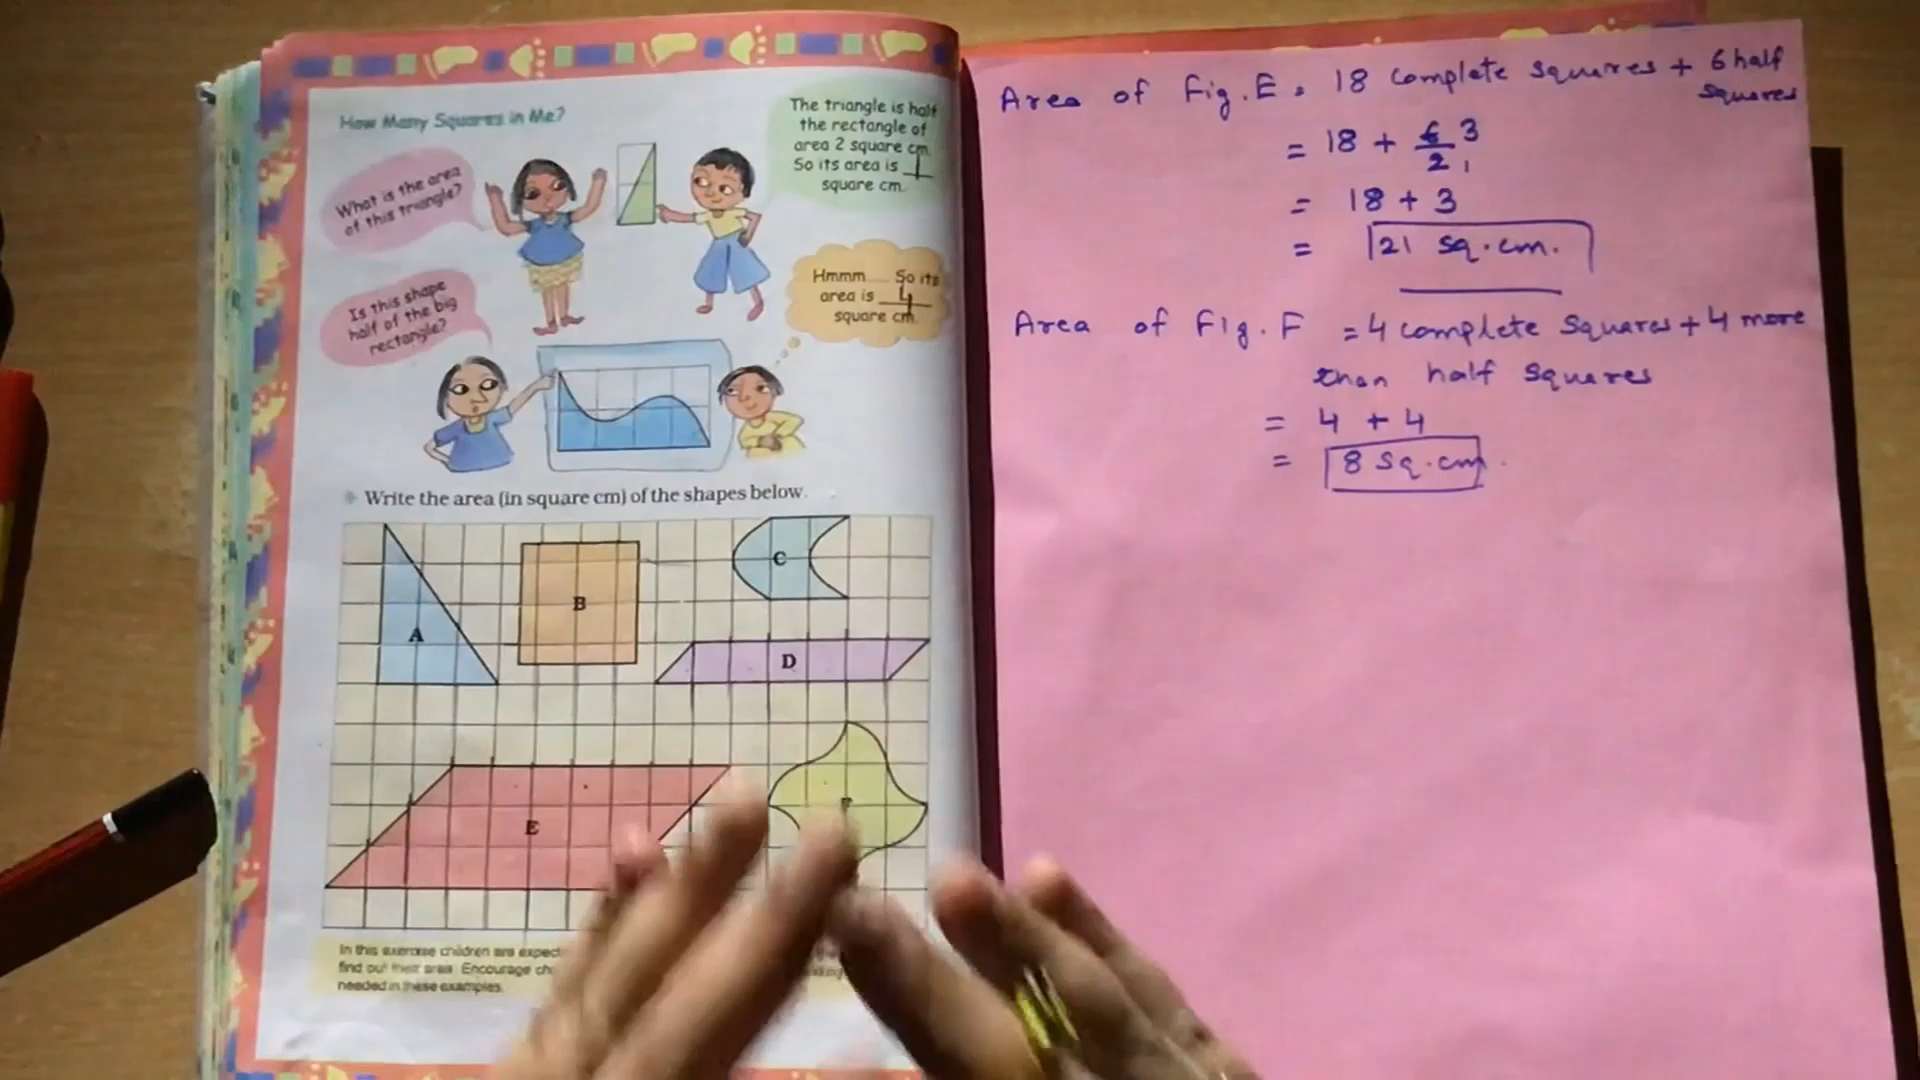 How Many Squares in Me?
What is the area
of this triangle?
The triangle is half
the rectangle of
area 2 square cm.
So its area is 1
square cm.
Is this shape
half of the big
rectangle?
Hmmm So its
area is 4
square cm.
Write the area (in square cm) of the shapes below.
A
B
C
D
E
F
In this exercise children are expect
find out their area. Encourage
needed in these examples.
Area of Fig. E = 18 complete squares + 6 half
squares
= 18 + 6/2 3 1
= 18 + 3
= 21 sq.cm.
Area of Fig. F = 4 complete squares + 4 more
than half squares
= 4 + 4
= 8 sq.cm.